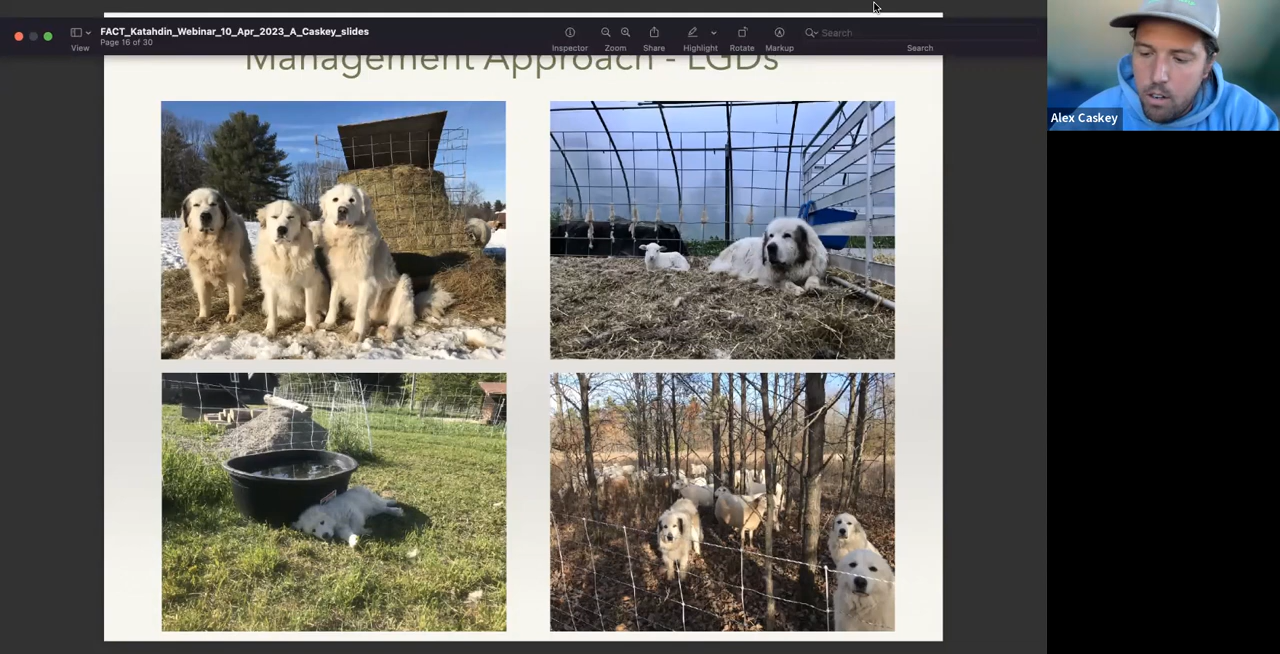 FACT_Katahdin_Webinar_10_Apr_2023_A_Caskey_slides
Page 16 of 30
View
Inspector
Zoom
Share
Highlight
Rotate
Markup
Search
Search
Management Approach - LGDs
Alex Caskey